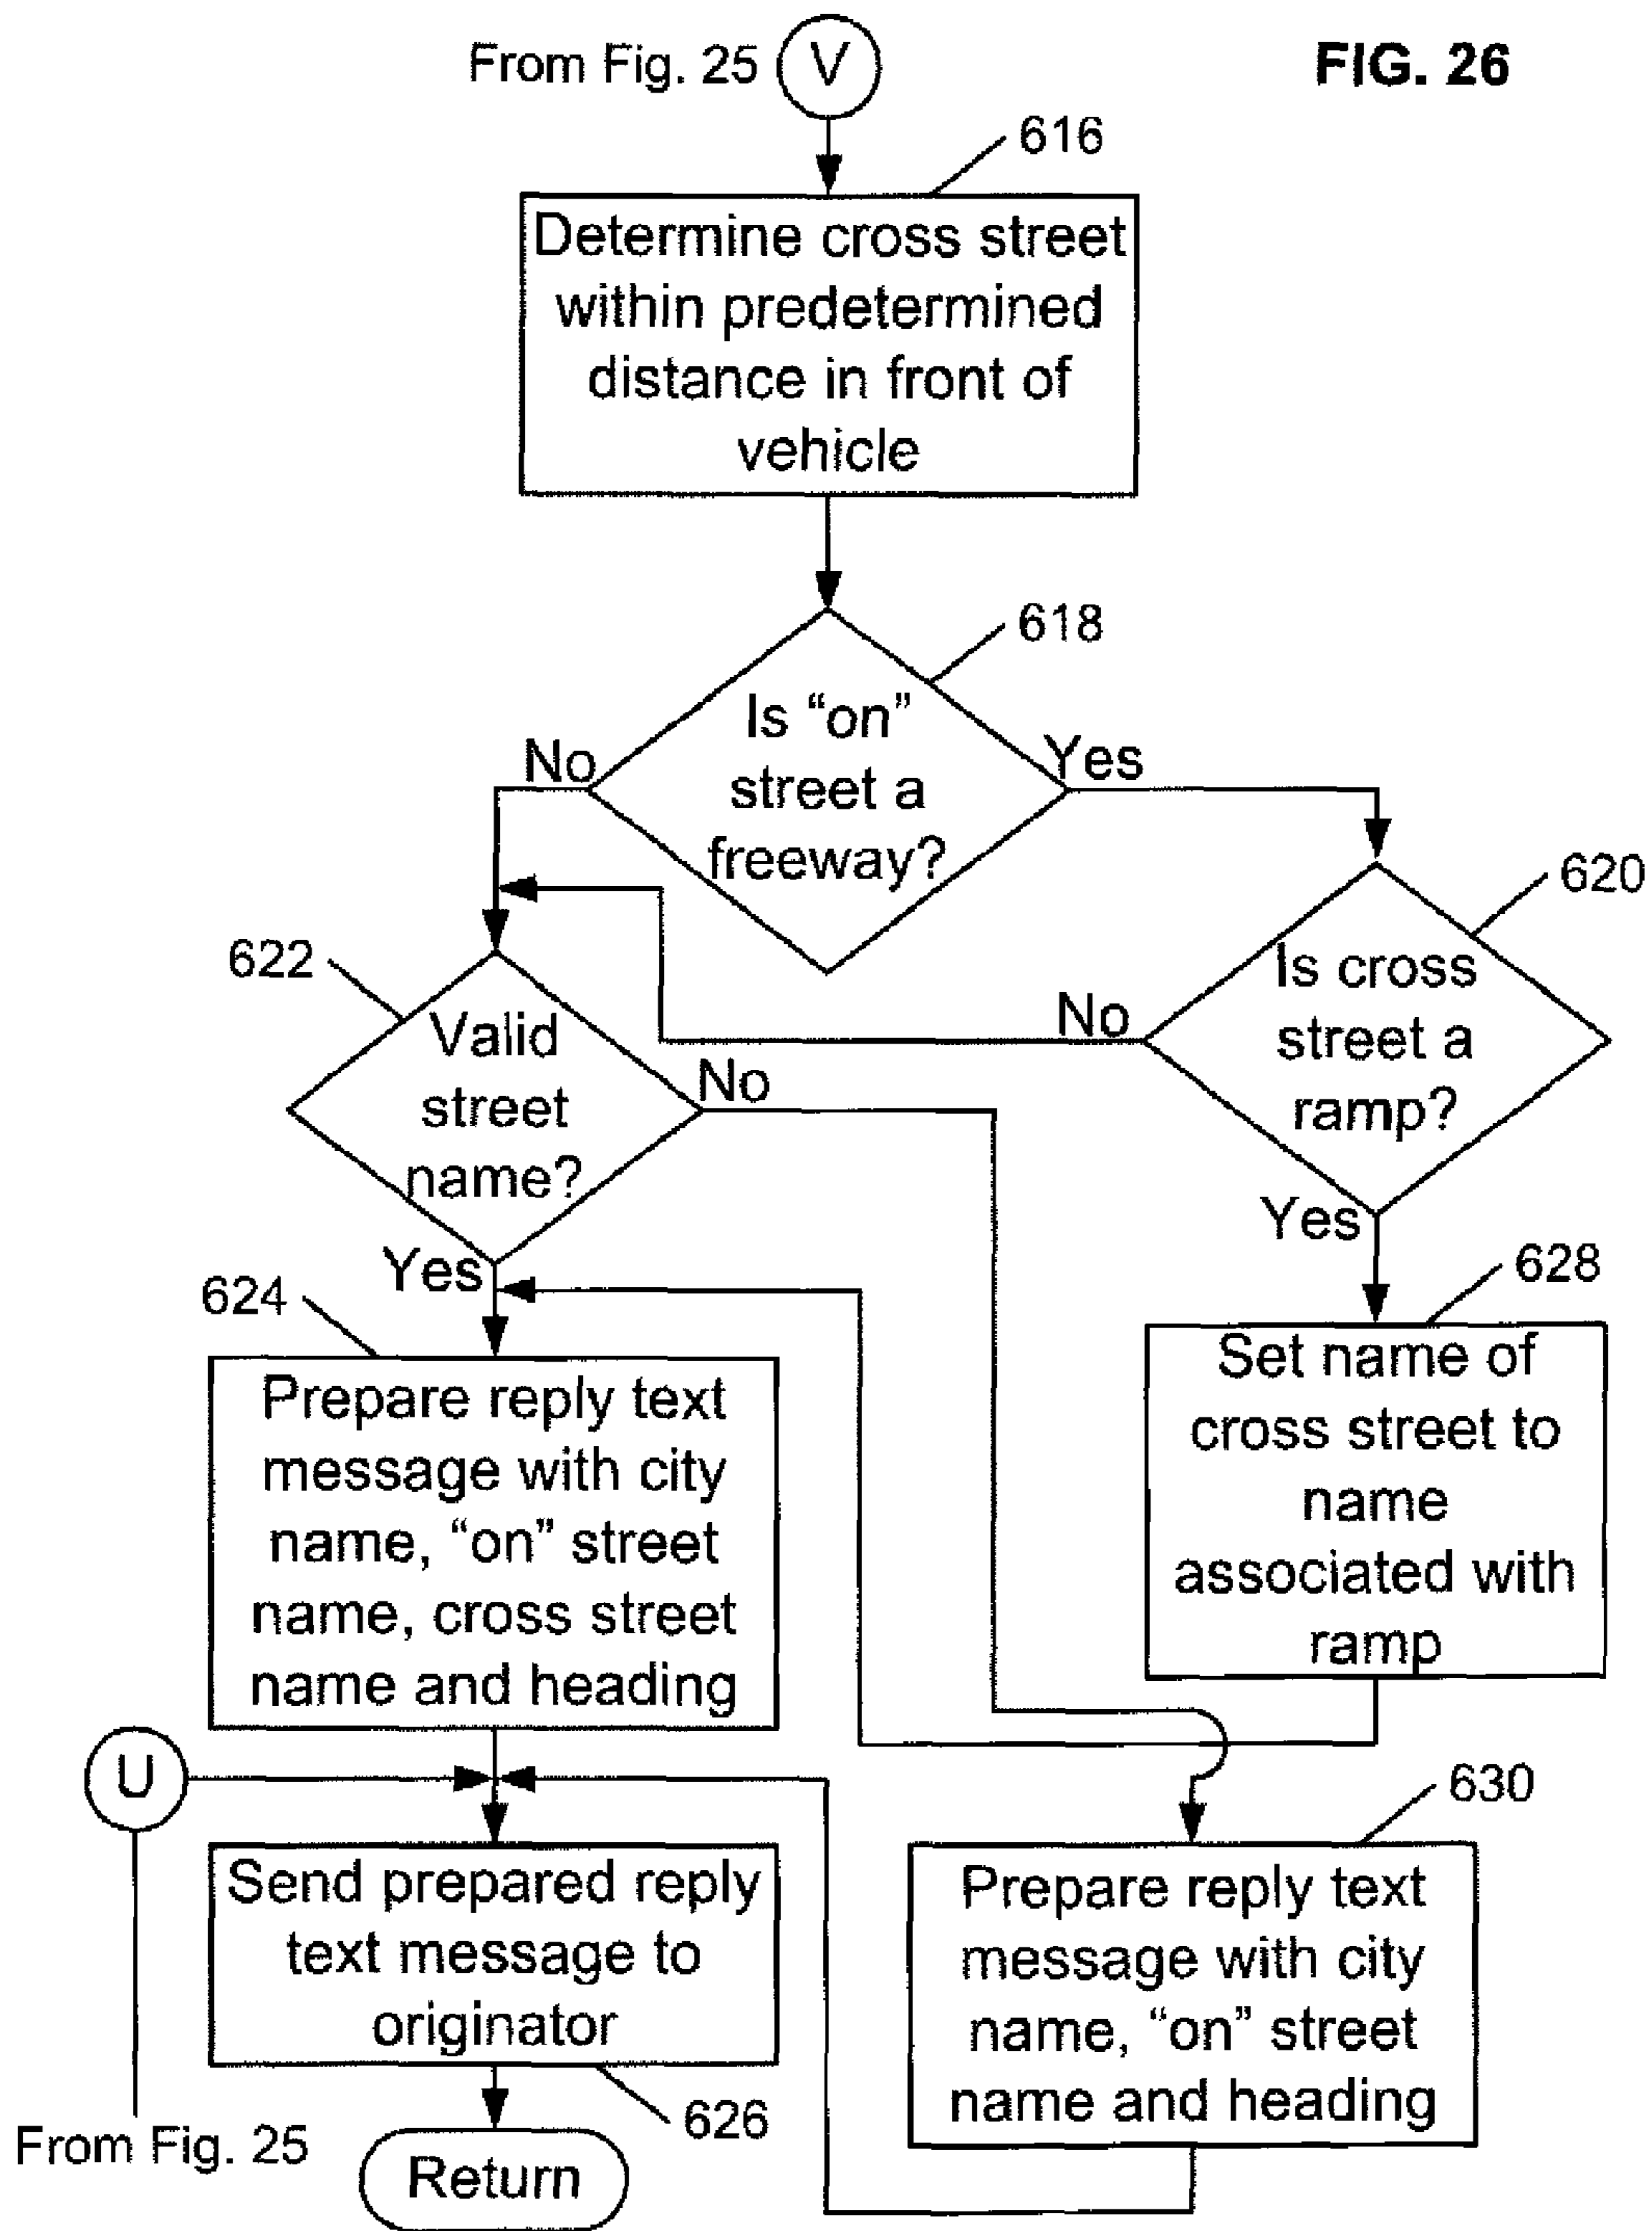 From Fig. 25
V
FIG. 26
616
Determine cross street
within predetermined
distance in front of
vehicle
618
Is “on”
street a
freeway?
No
Yes
620
Is cross
street a
ramp?
No
Yes
622
Valid
street
name?
No
Yes
624
Prepare reply text
message with city
name, “on” street
name, cross street
name and heading
628
Set name of
cross street to
name
associated with
ramp
U
From Fig. 25
630
Prepare reply text
message with city
name, “on” street
name and heading
Send prepared reply
text message to
originator
626
Return